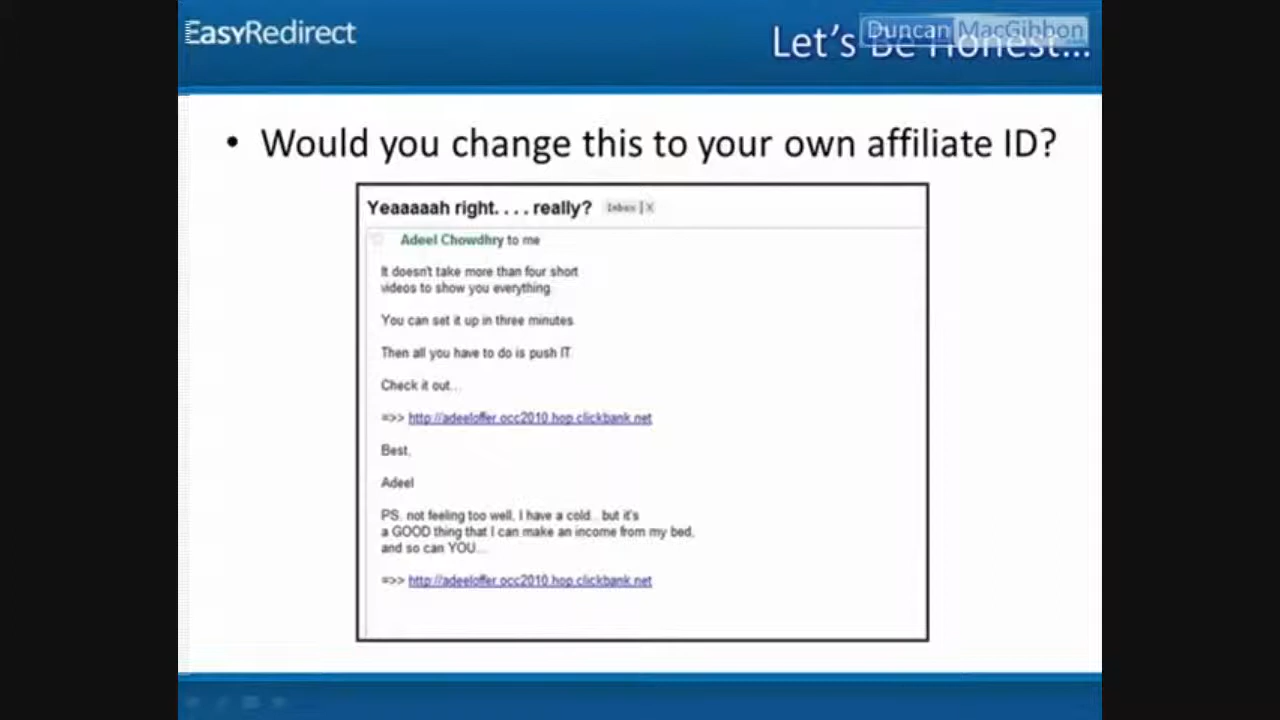 EasyRedirect
Duncan MacGibbon
Let's Be Honest...
• Would you change this to your own affiliate ID?
Yeaaaaah right. . . . really? Inbox | X
Adeel Chowdhry to me
It doesn't take more than four short
videos to show you everything.
You can set it up in three minutes.
Then all you have to do is push IT.
Check it out...
=>> http://adeeloffer.occ2010.hop.clickbank.net
Best,
Adeel
PS. not feeling too well, I have a cold.. but it's
a GOOD thing that I can make an income from my bed,
and so can YOU...
=>> http://adeeloffer.occ2010.hop.clickbank.net